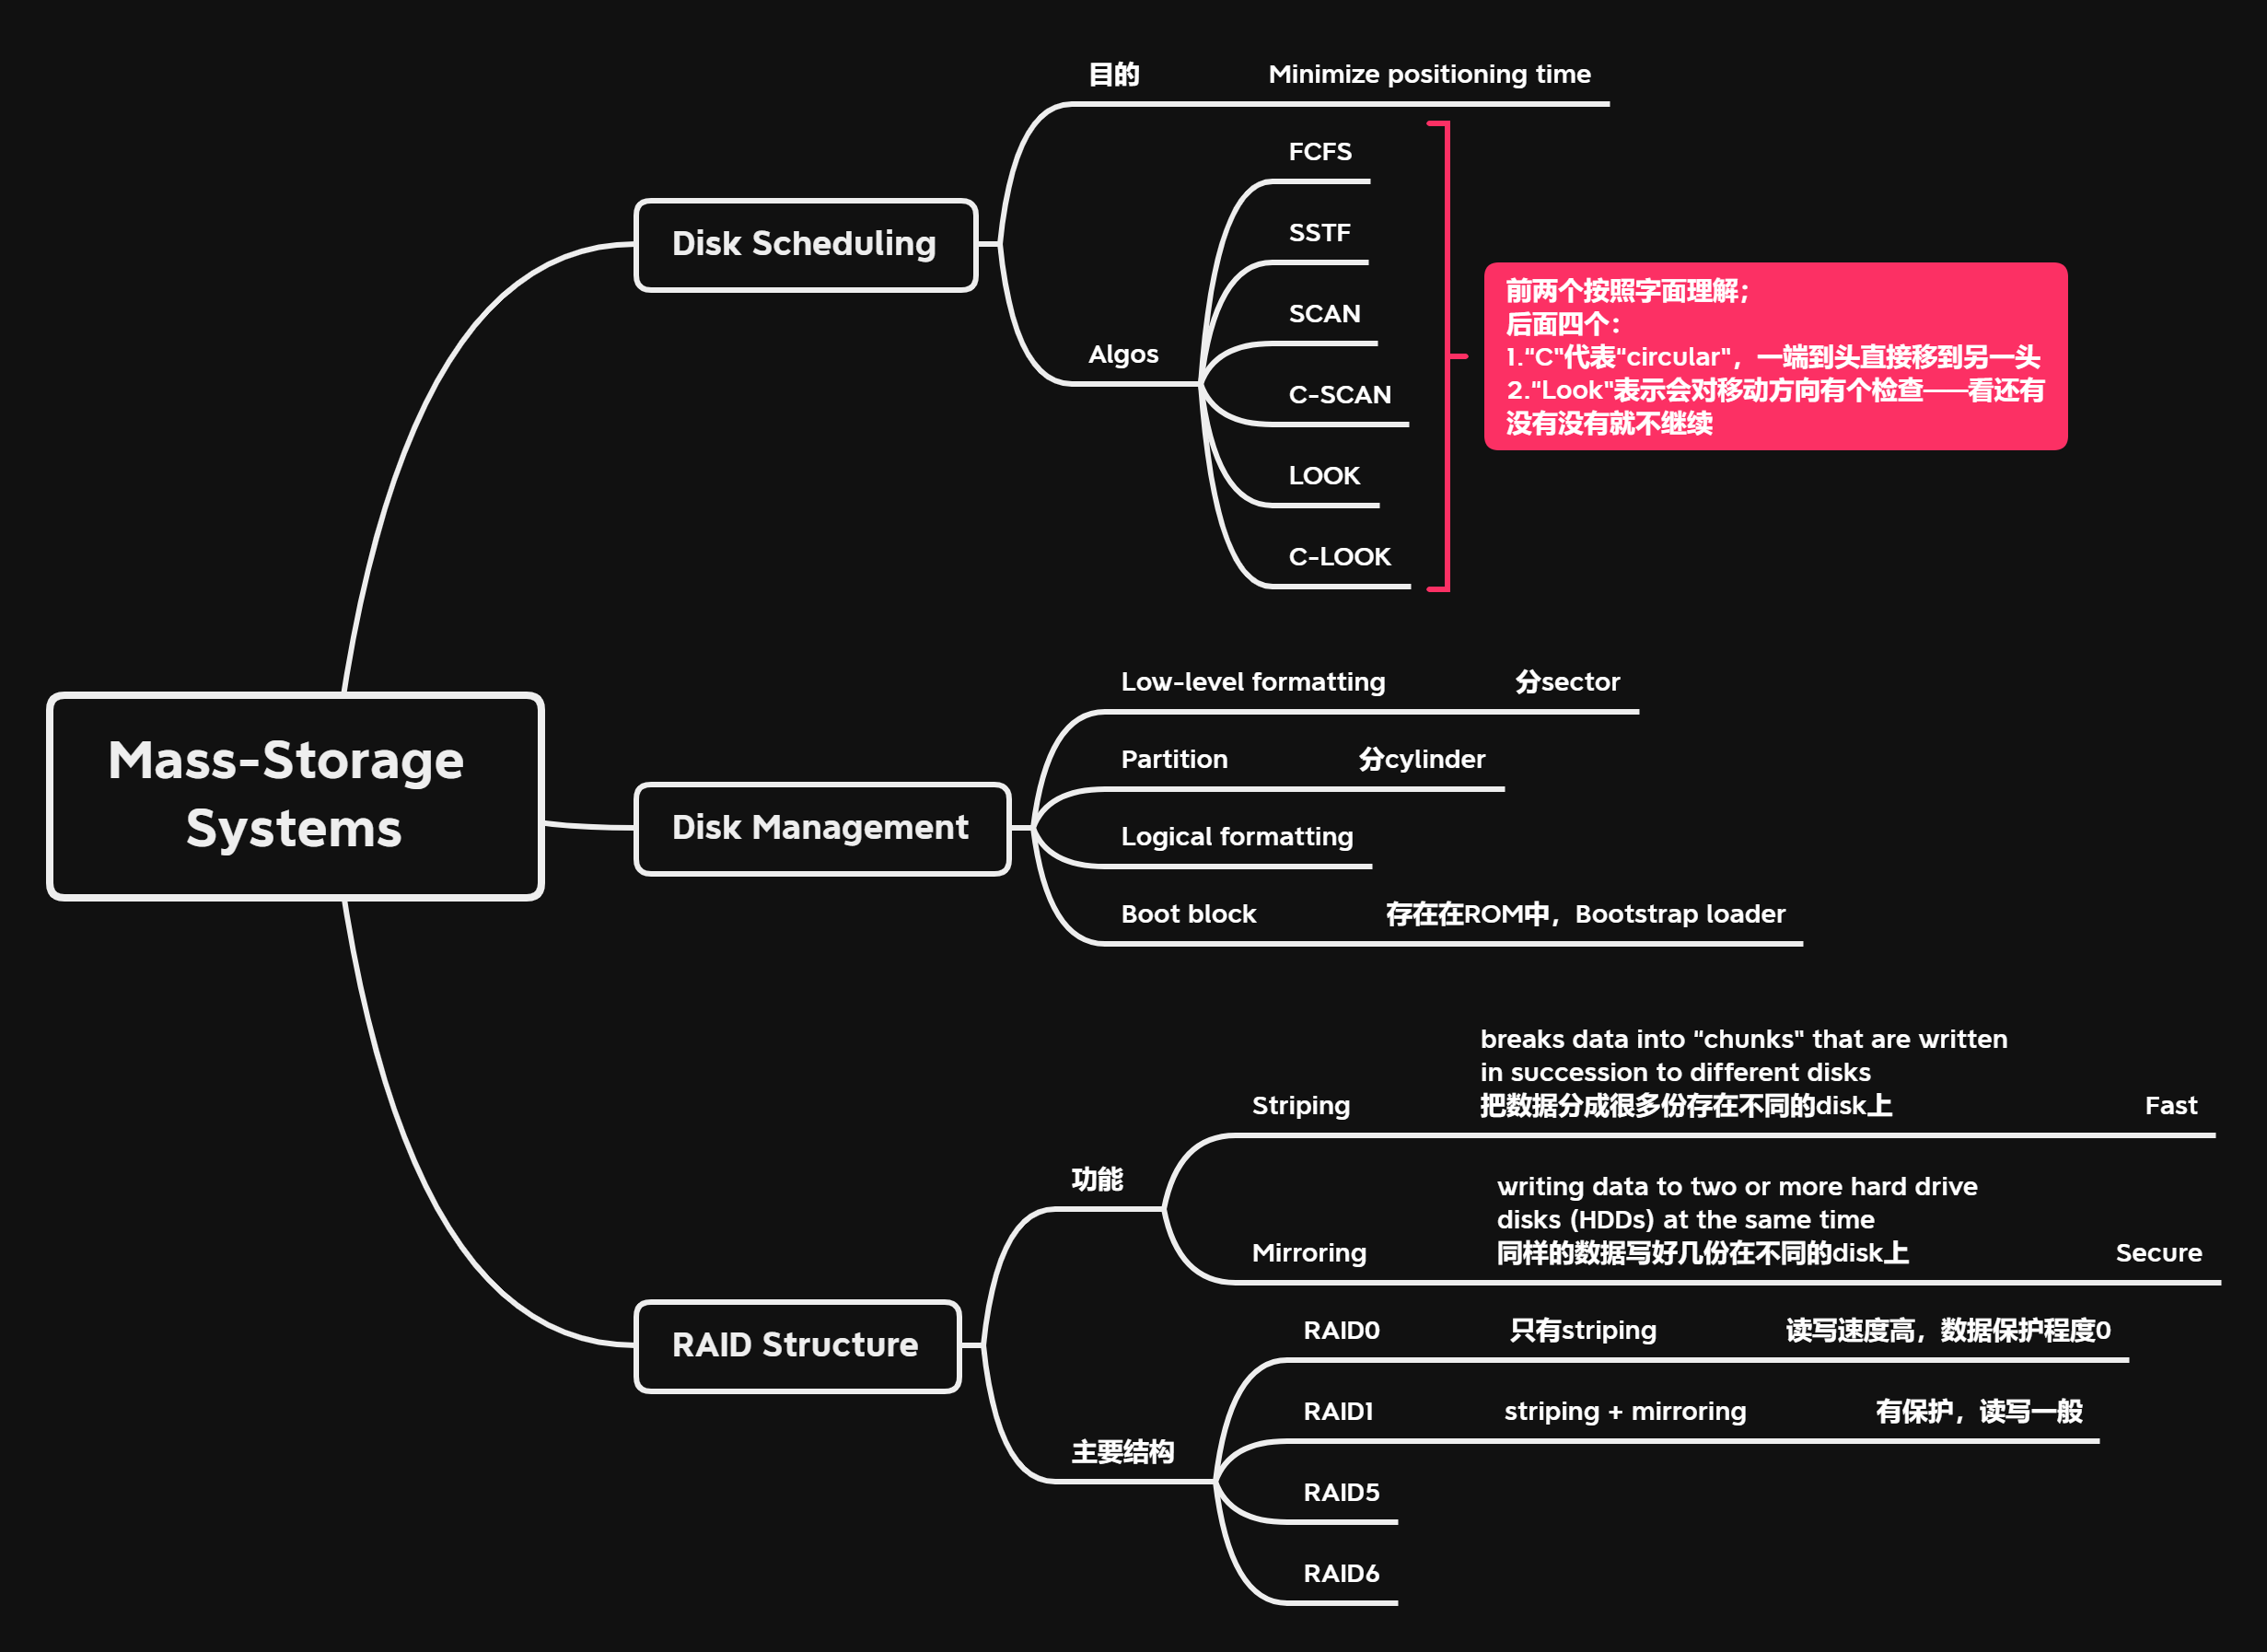 Mass-Storage
Systems
Disk Scheduling
目的
Minimize positioning time
Algos
FCFS
SSTF
SCAN
C-SCAN
LOOK
C-LOOK
前两个按照字面理解；
后面四个：
1.“C”代表“circular”，一端到头直接移到另一头
2.“Look”表示会对移动方向有个检查——看还有
没有没有就不继续
Disk Management
Low-level formatting
分sector
Partition
分cylinder
Logical formatting
Boot block
存在在ROM中，Bootstrap loader
RAID Structure
功能
Striping
breaks data into “chunks” that are written
in succession to different disks
把数据分成很多份存在不同的disk上
Fast
Mirroring
writing data to two or more hard drive
disks (HDDs) at the same time
同样的数据写好几份在不同的disk上
Secure
主要结构
RAID0
只有striping
读写速度高，数据保护程度0
RAID1
striping + mirroring
有保护，读写一般
RAID5
RAID6